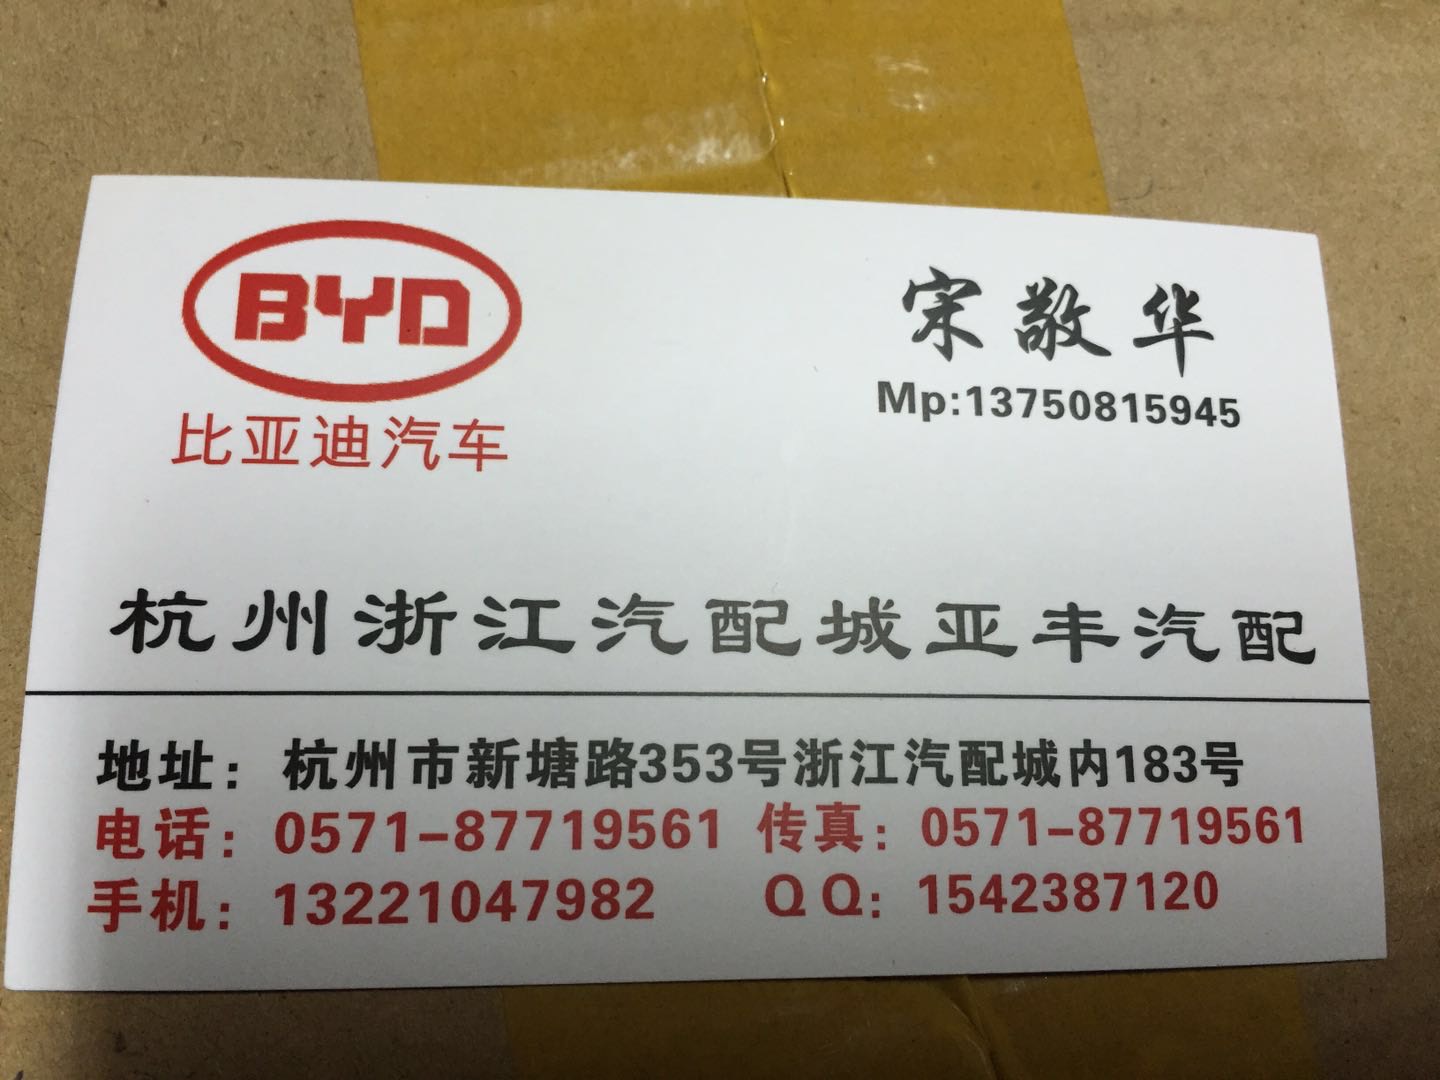 BYD
比亚迪汽车
宋敬华
Mp:13750815945
杭州浙江汽配城亚丰汽配
地址：杭州市新塘路353号浙江汽配城内183号
电话：0571-87719561 传真：0571-87719561
手机：13221047982 QQ：1542387120